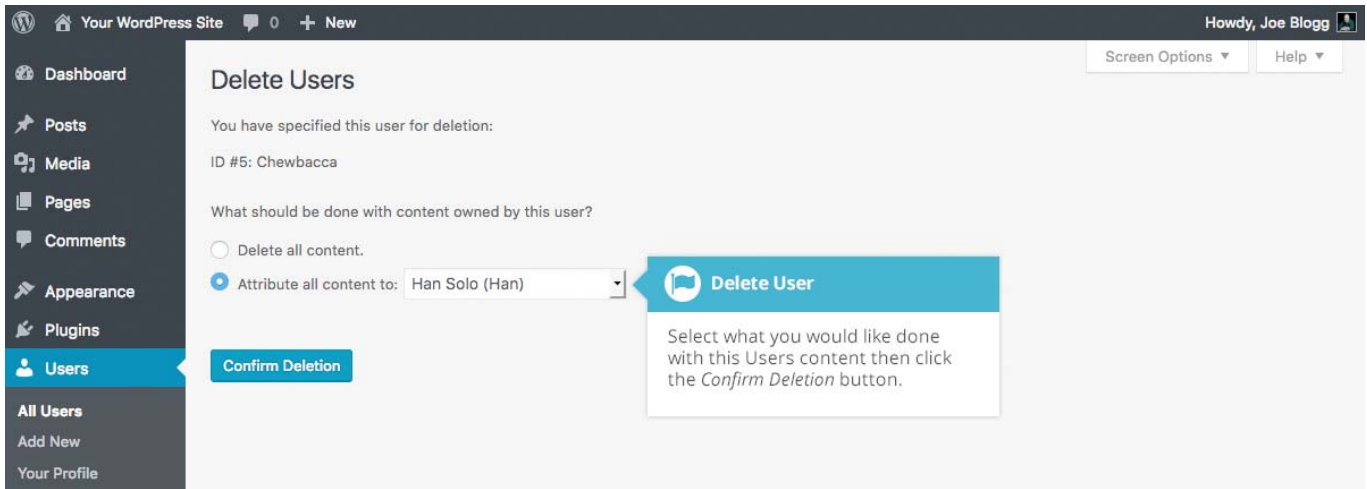 Your WordPress Site 0 + New Howdy, Joe Blogg
Screen Options ▼ Help ▼
Dashboard
Posts
Media
Pages
Comments
Appearance
Plugins
Users
All Users
Add New
Your Profile
Delete Users
You have specified this user for deletion:
ID #5: Chewbacca
What should be done with content owned by this user?
Delete all content.
Attribute all content to: Han Solo (Han)
Confirm Deletion
Delete User
Select what you would like done
with this Users content then click
the Confirm Deletion button.